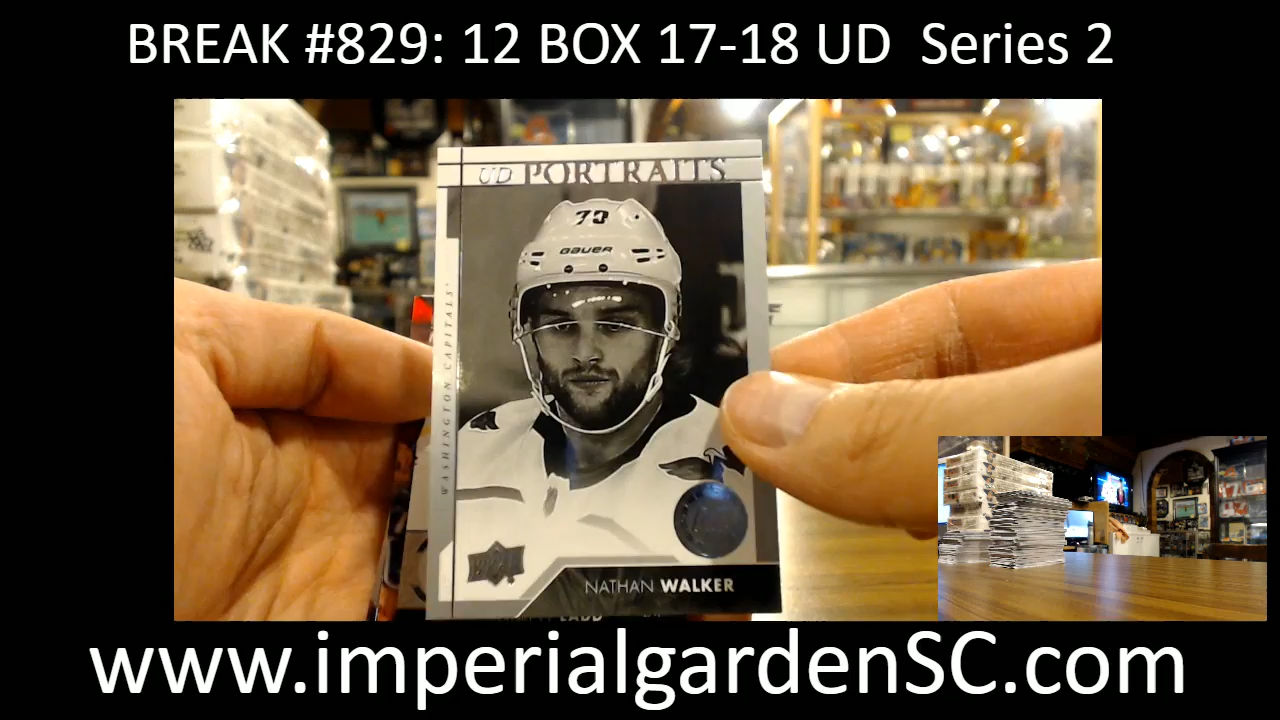 BREAK #829: 12 BOX 17-18 UD  Series 2
UD PORTRAITS
73
BAUER
WASHINGTON CAPITALS
NATHAN WALKER
LADD
www.imperialgardenSC.com